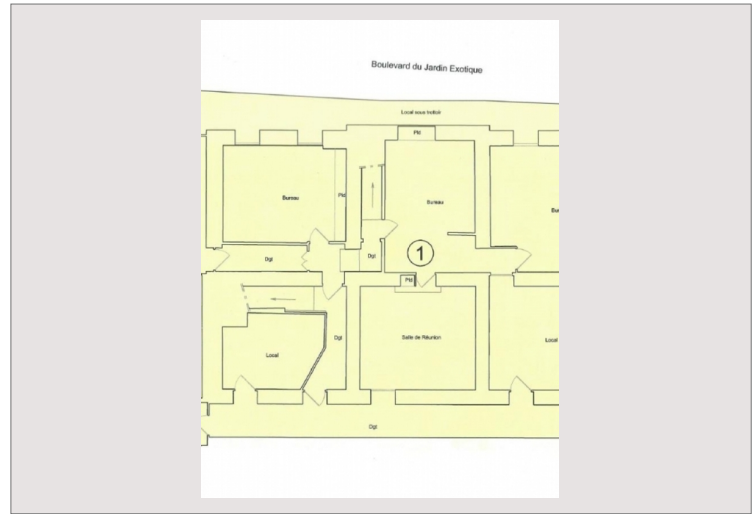 Boulevard du Jardin Exotique
Local sous trottoir
Pld
Bureau
Pld
Bureau
Bur
Dgt
Dgt
1
Pld
Local
Dgt
Salle de Réunion
Local
Dgt